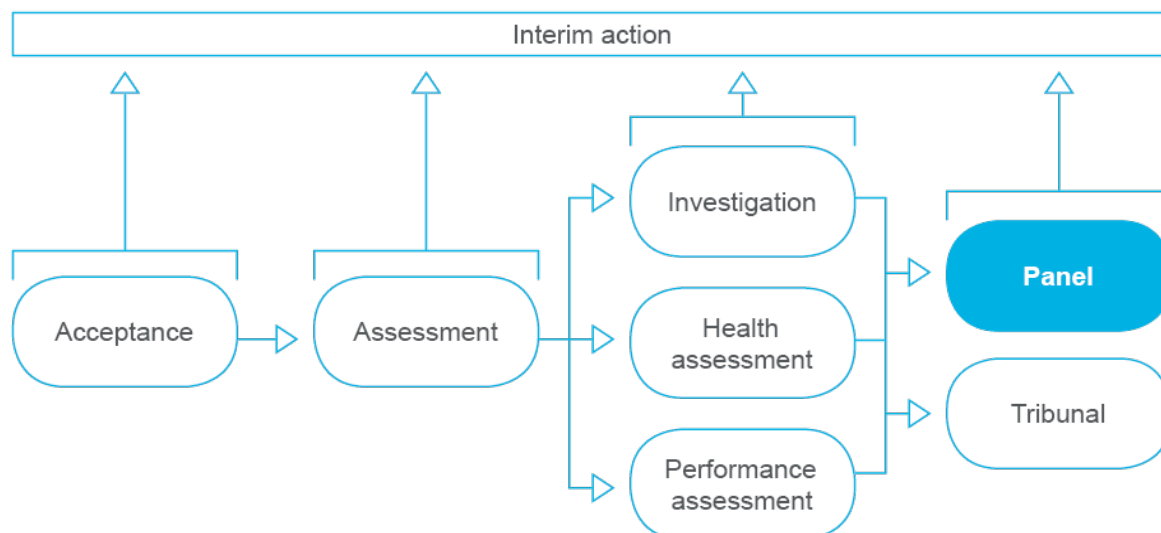 Interim action
Acceptance
Assessment
Investigation
Health
assessment
Performance
assessment
Panel
Tribunal